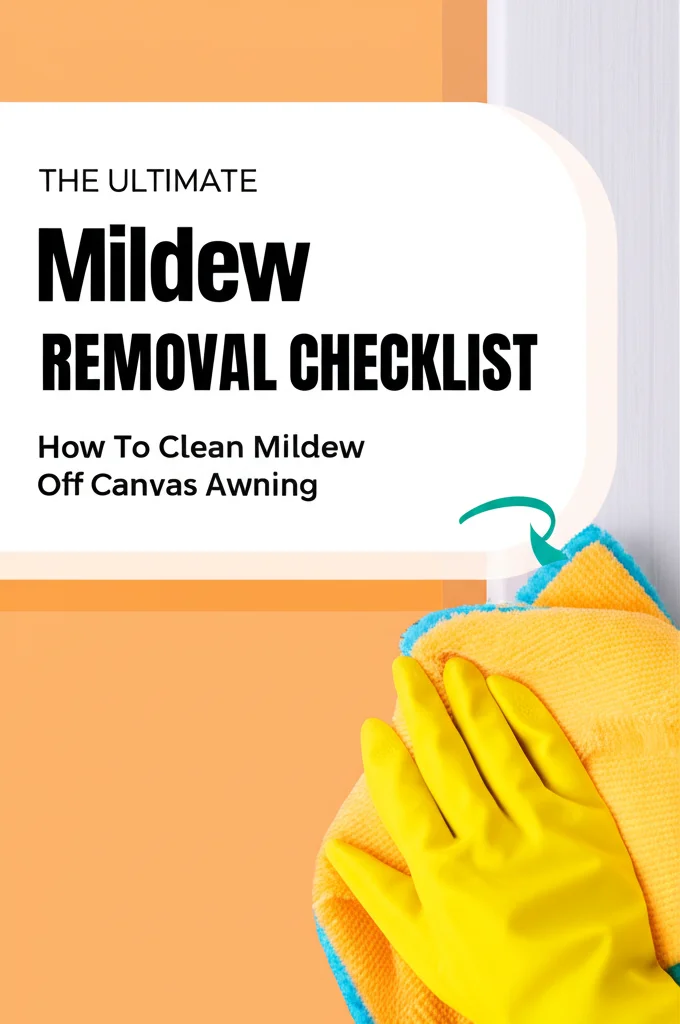 THE ULTIMATE
Mildew
REMOVAL CHECKLIST
How To Clean Mildew
Off Canvas Awning